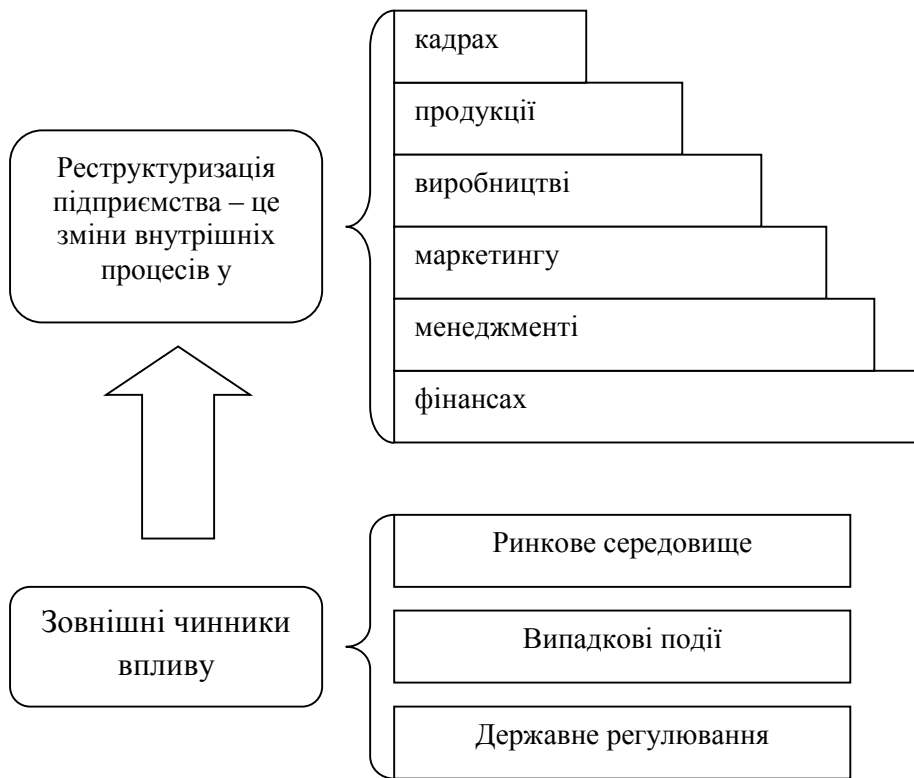 кадрах
продукції
виробництві
маркетингу
менеджменті
фінансах
Реструктуризація
підприємства – це
зміни внутрішніх
процесів у
Ринкове середовище
Випадкові події
Державне регулювання
Зовнішні чинники
впливу